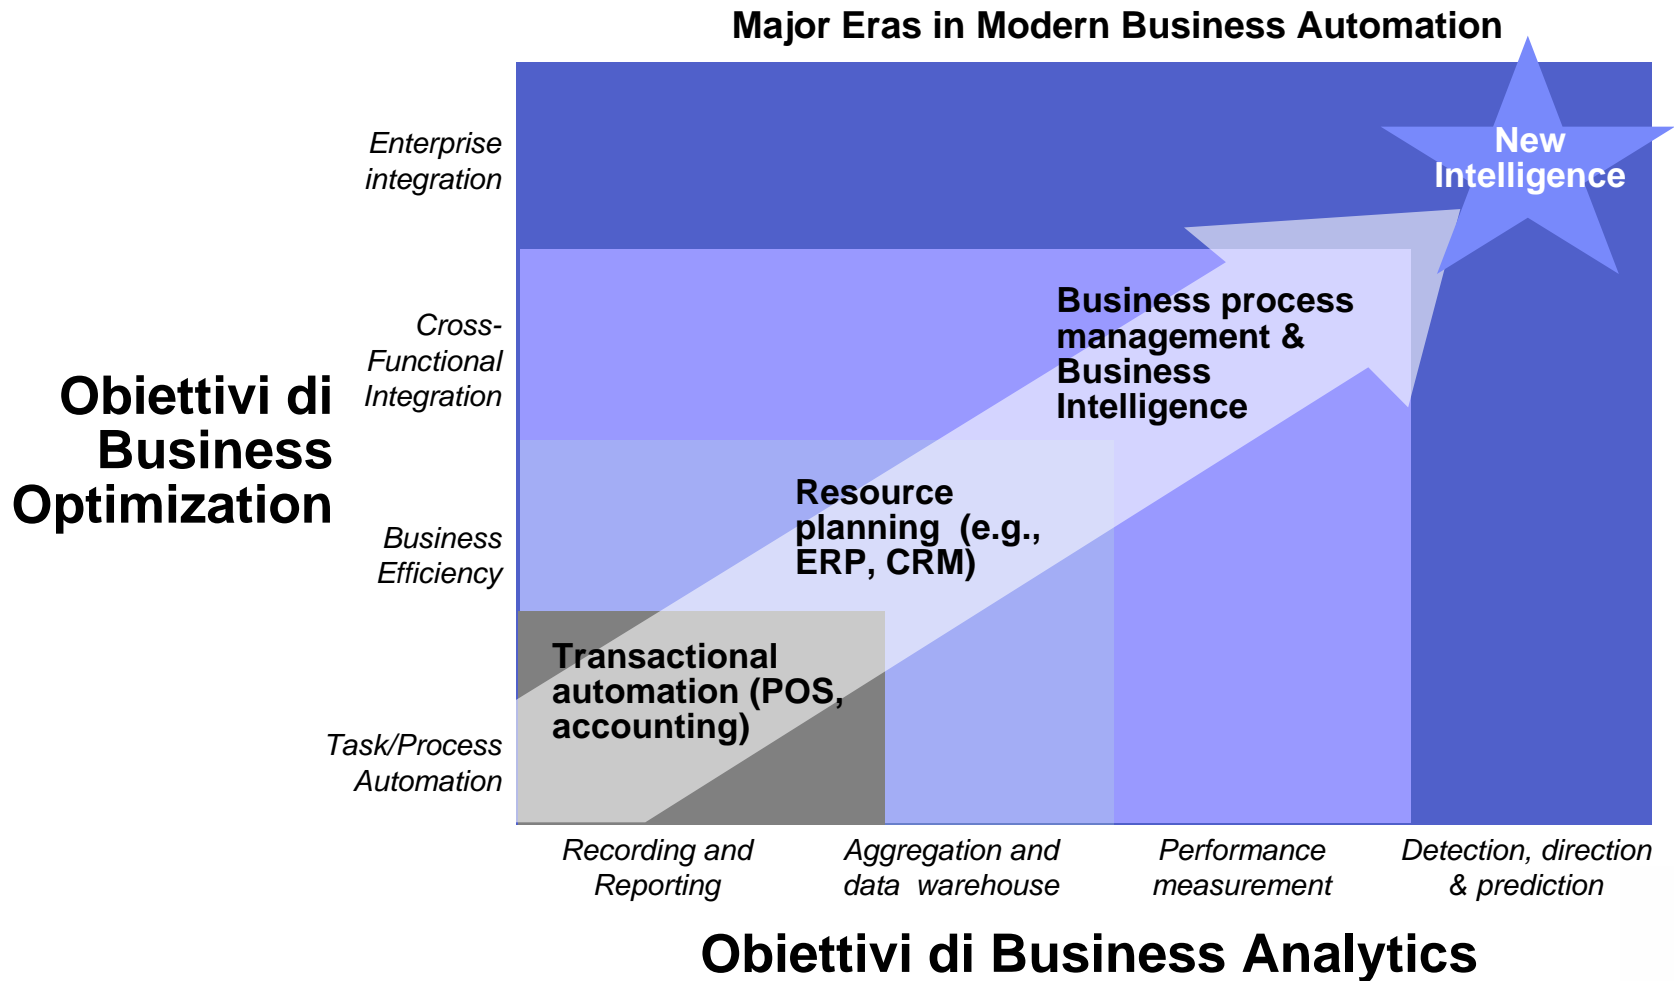 Major Eras in Modern Business Automation
New
Intelligence
Enterprise
integration
Cross-
Functional
Integration
Business process
management &
Business
Intelligence
Obiettivi di
Business
Optimization
Resource
planning  (e.g.,
ERP, CRM)
Business
Efficiency
Transactional
automation (POS,
accounting)
Task/Process
Automation
Recording and
Reporting
Aggregation and
data  warehouse
Performance
measurement
Detection, direction
& prediction
Obiettivi di Business Analytics